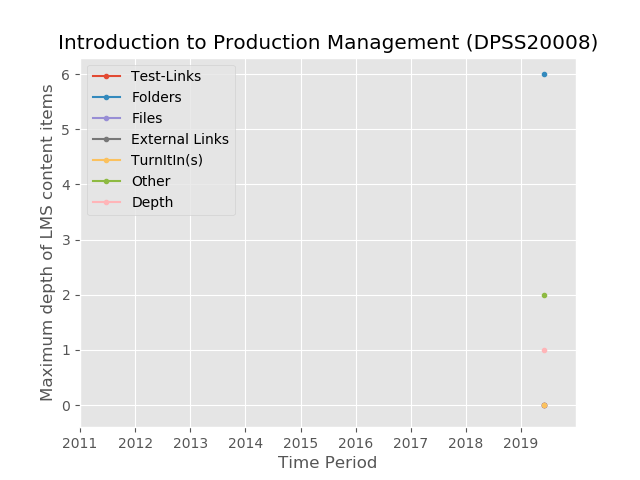 Introduction to Production Management (DPSS20008)
Test-Links
Folders
Files
External Links
TurnItIn(s)
Other
Depth
Maximum depth of LMS content items
6
5
4
3
2
1
0
2011 2012 2013 2014 2015 2016 2017 2018 2019
Time Period